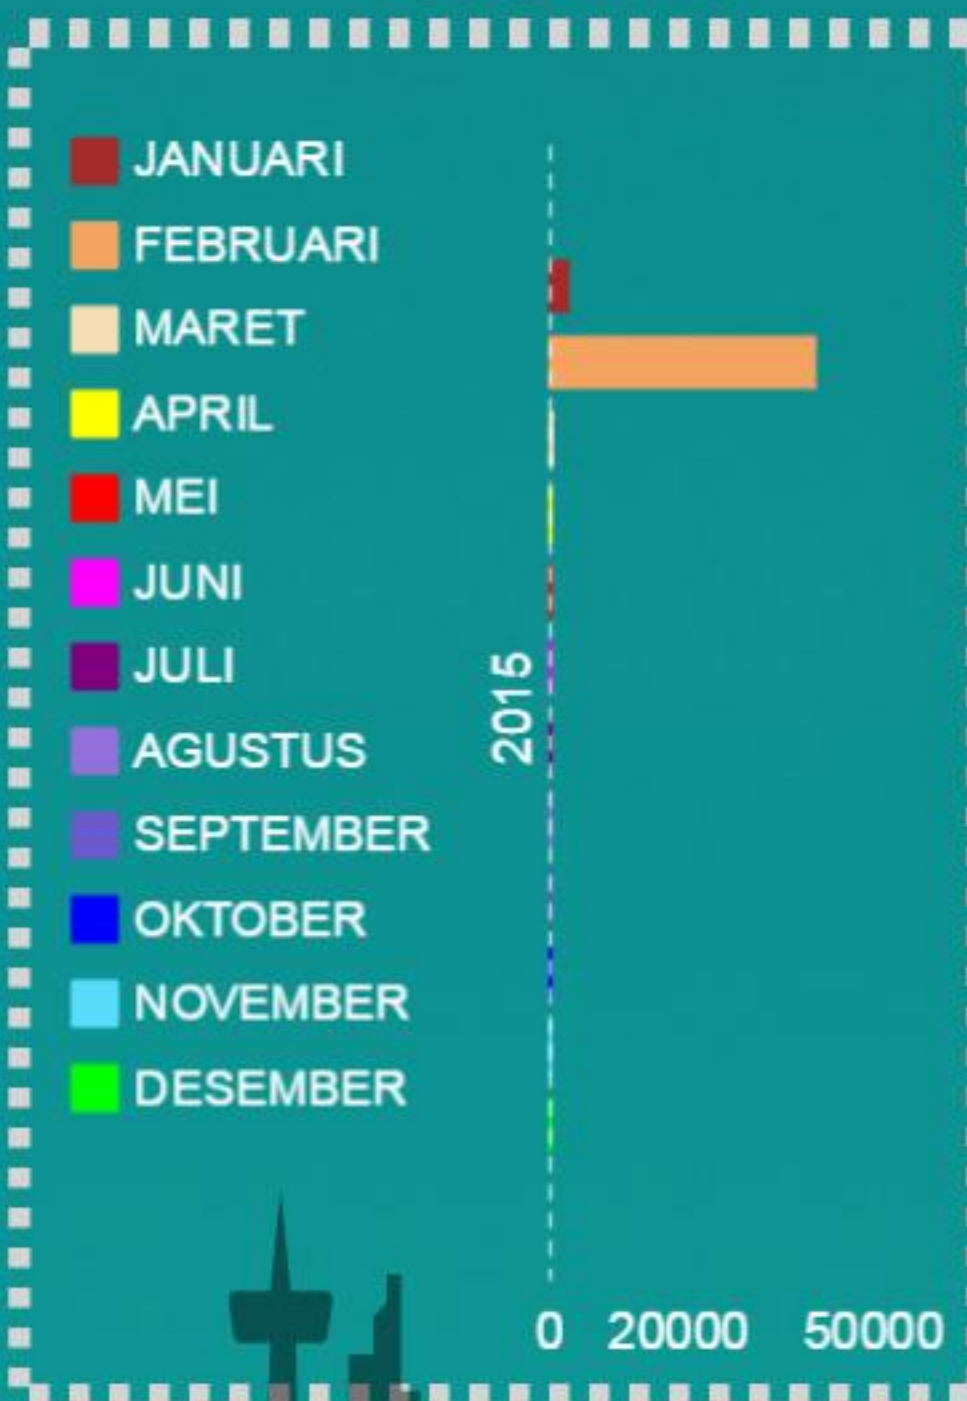 JANUARI
FEBRUARI
MARET
APRIL
MEI
JUNI
JULI
AGUSTUS
SEPTEMBER
OKTOBER
NOVEMBER
DESEMBER
2015
0 20000 50000